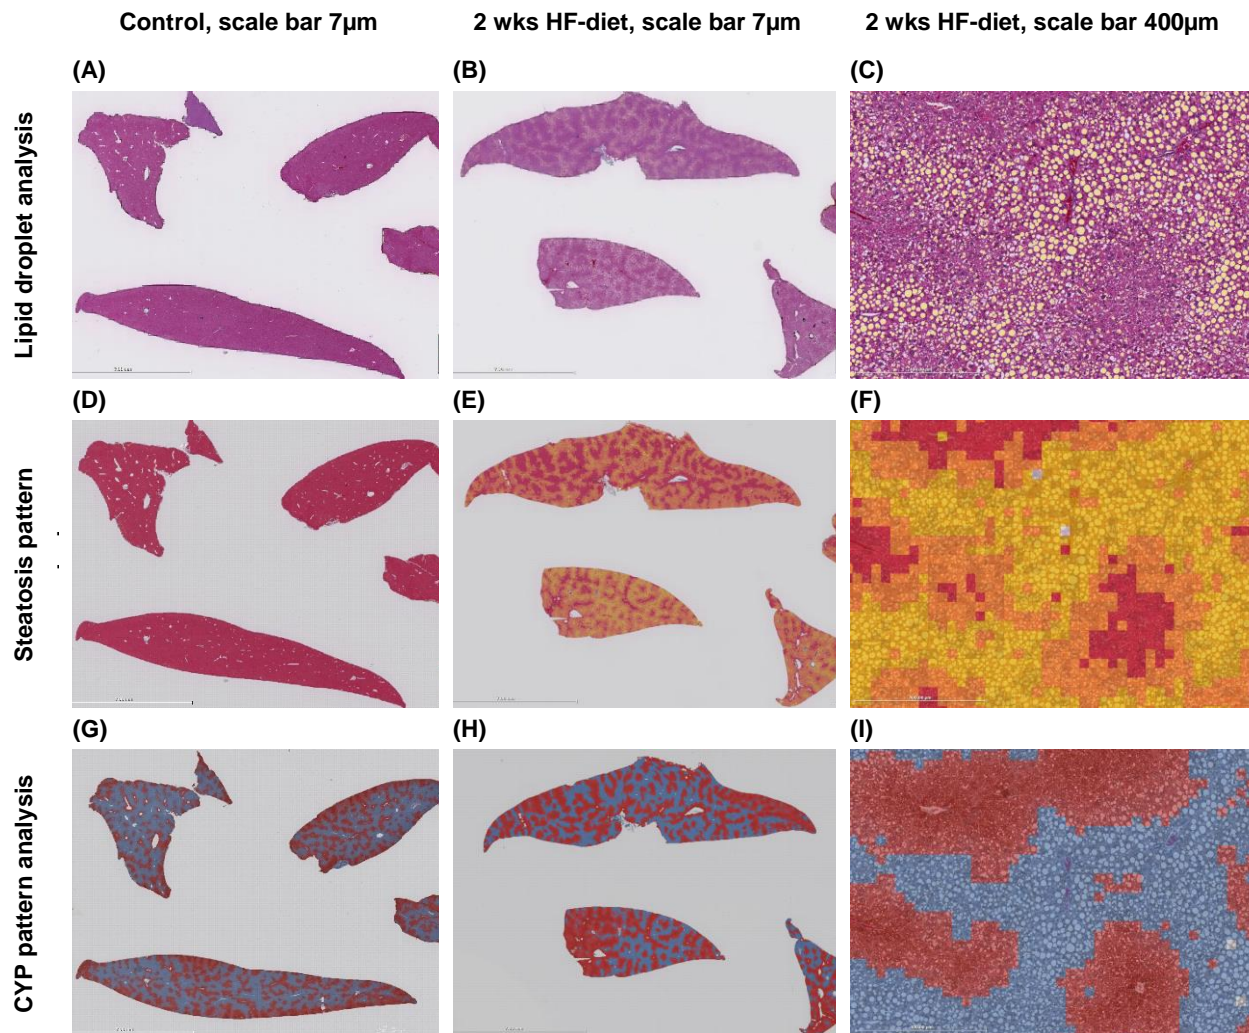 Control, scale bar 7µm
2 wks HF-diet, scale bar 7µm
2 wks HF-diet, scale bar 400µm
(A)
(B)
(C)
Lipid droplet analysis
(D)
(E)
(F)
Steatosis pattern
(G)
(H)
(I)
CYP pattern analysis